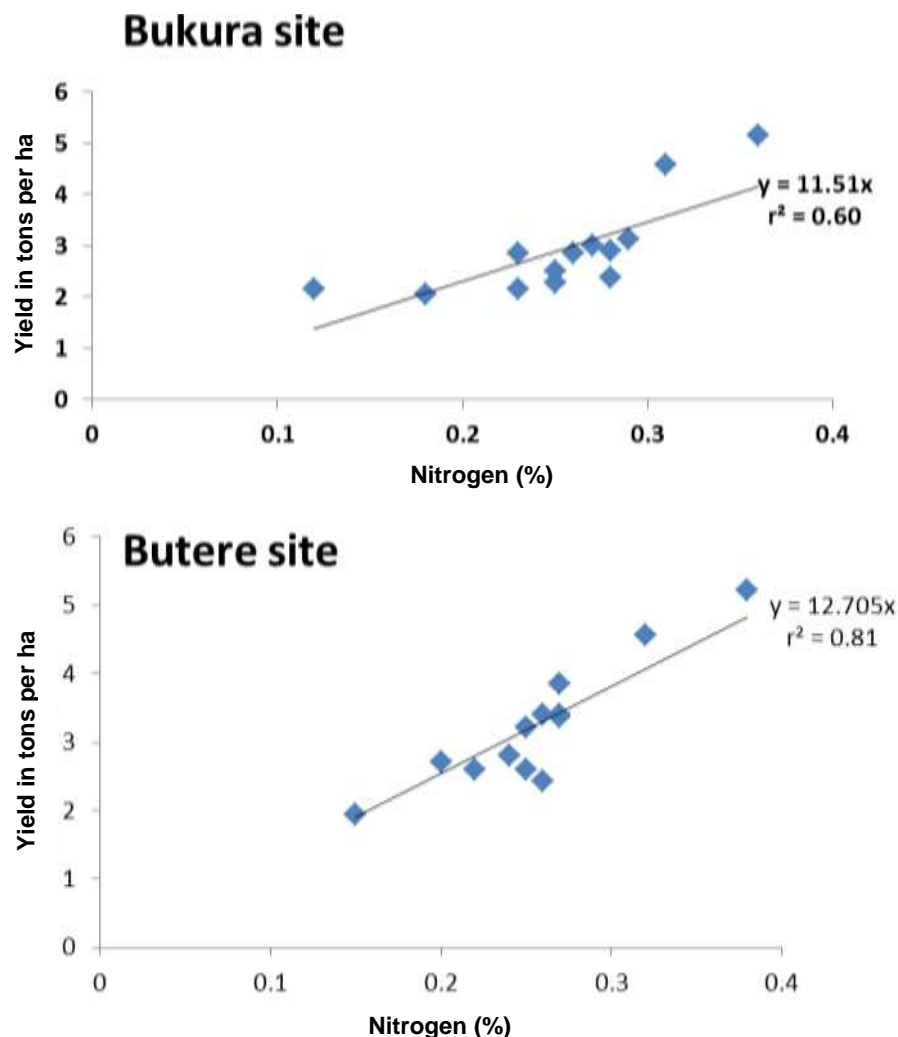 Bukura site
6
5
4
3
2
1
0
Yield in tons per ha
y = 11.51x
r² = 0.60
0 0.1 0.2 0.3 0.4
Nitrogen (%)
Butere site
6
5
4
3
2
1
0
Yield in tons per ha
y = 12.705x
r² = 0.81
0 0.1 0.2 0.3 0.4
Nitrogen (%)